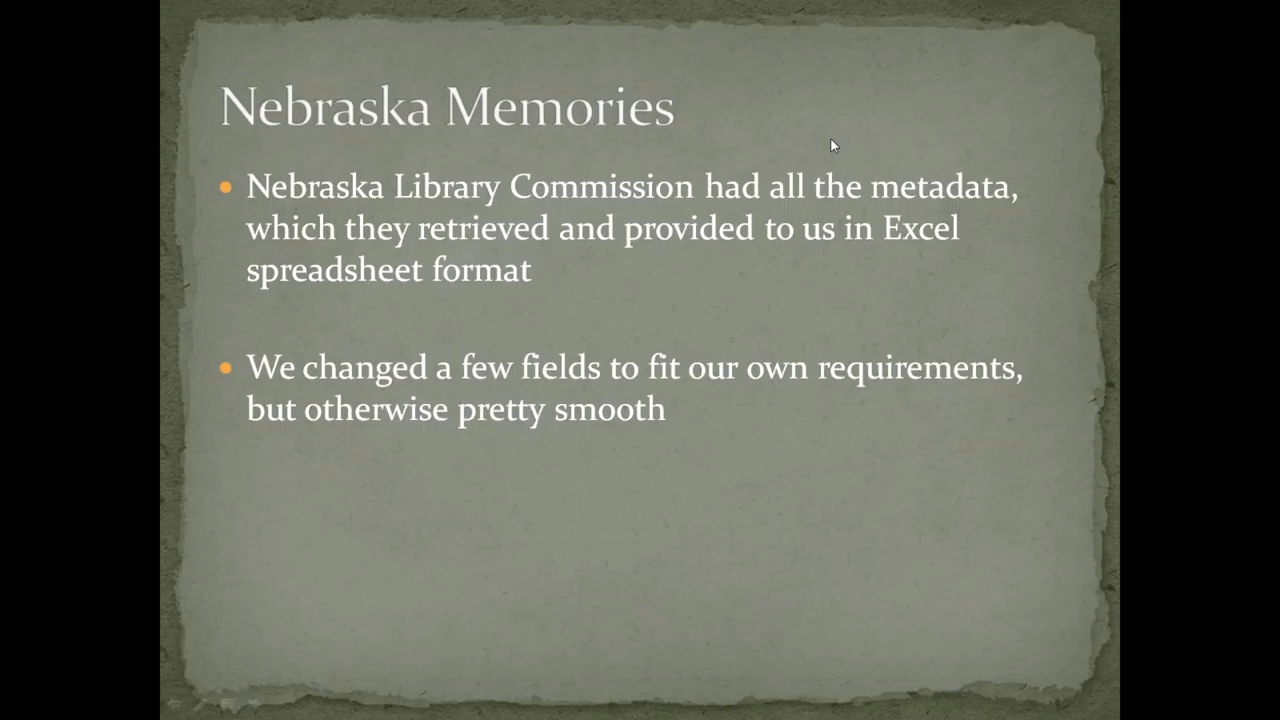 Nebraska Memories
• Nebraska Library Commission had all the metadata,
which they retrieved and provided to us in Excel
spreadsheet format
• We changed a few fields to fit our own requirements,
but otherwise pretty smooth